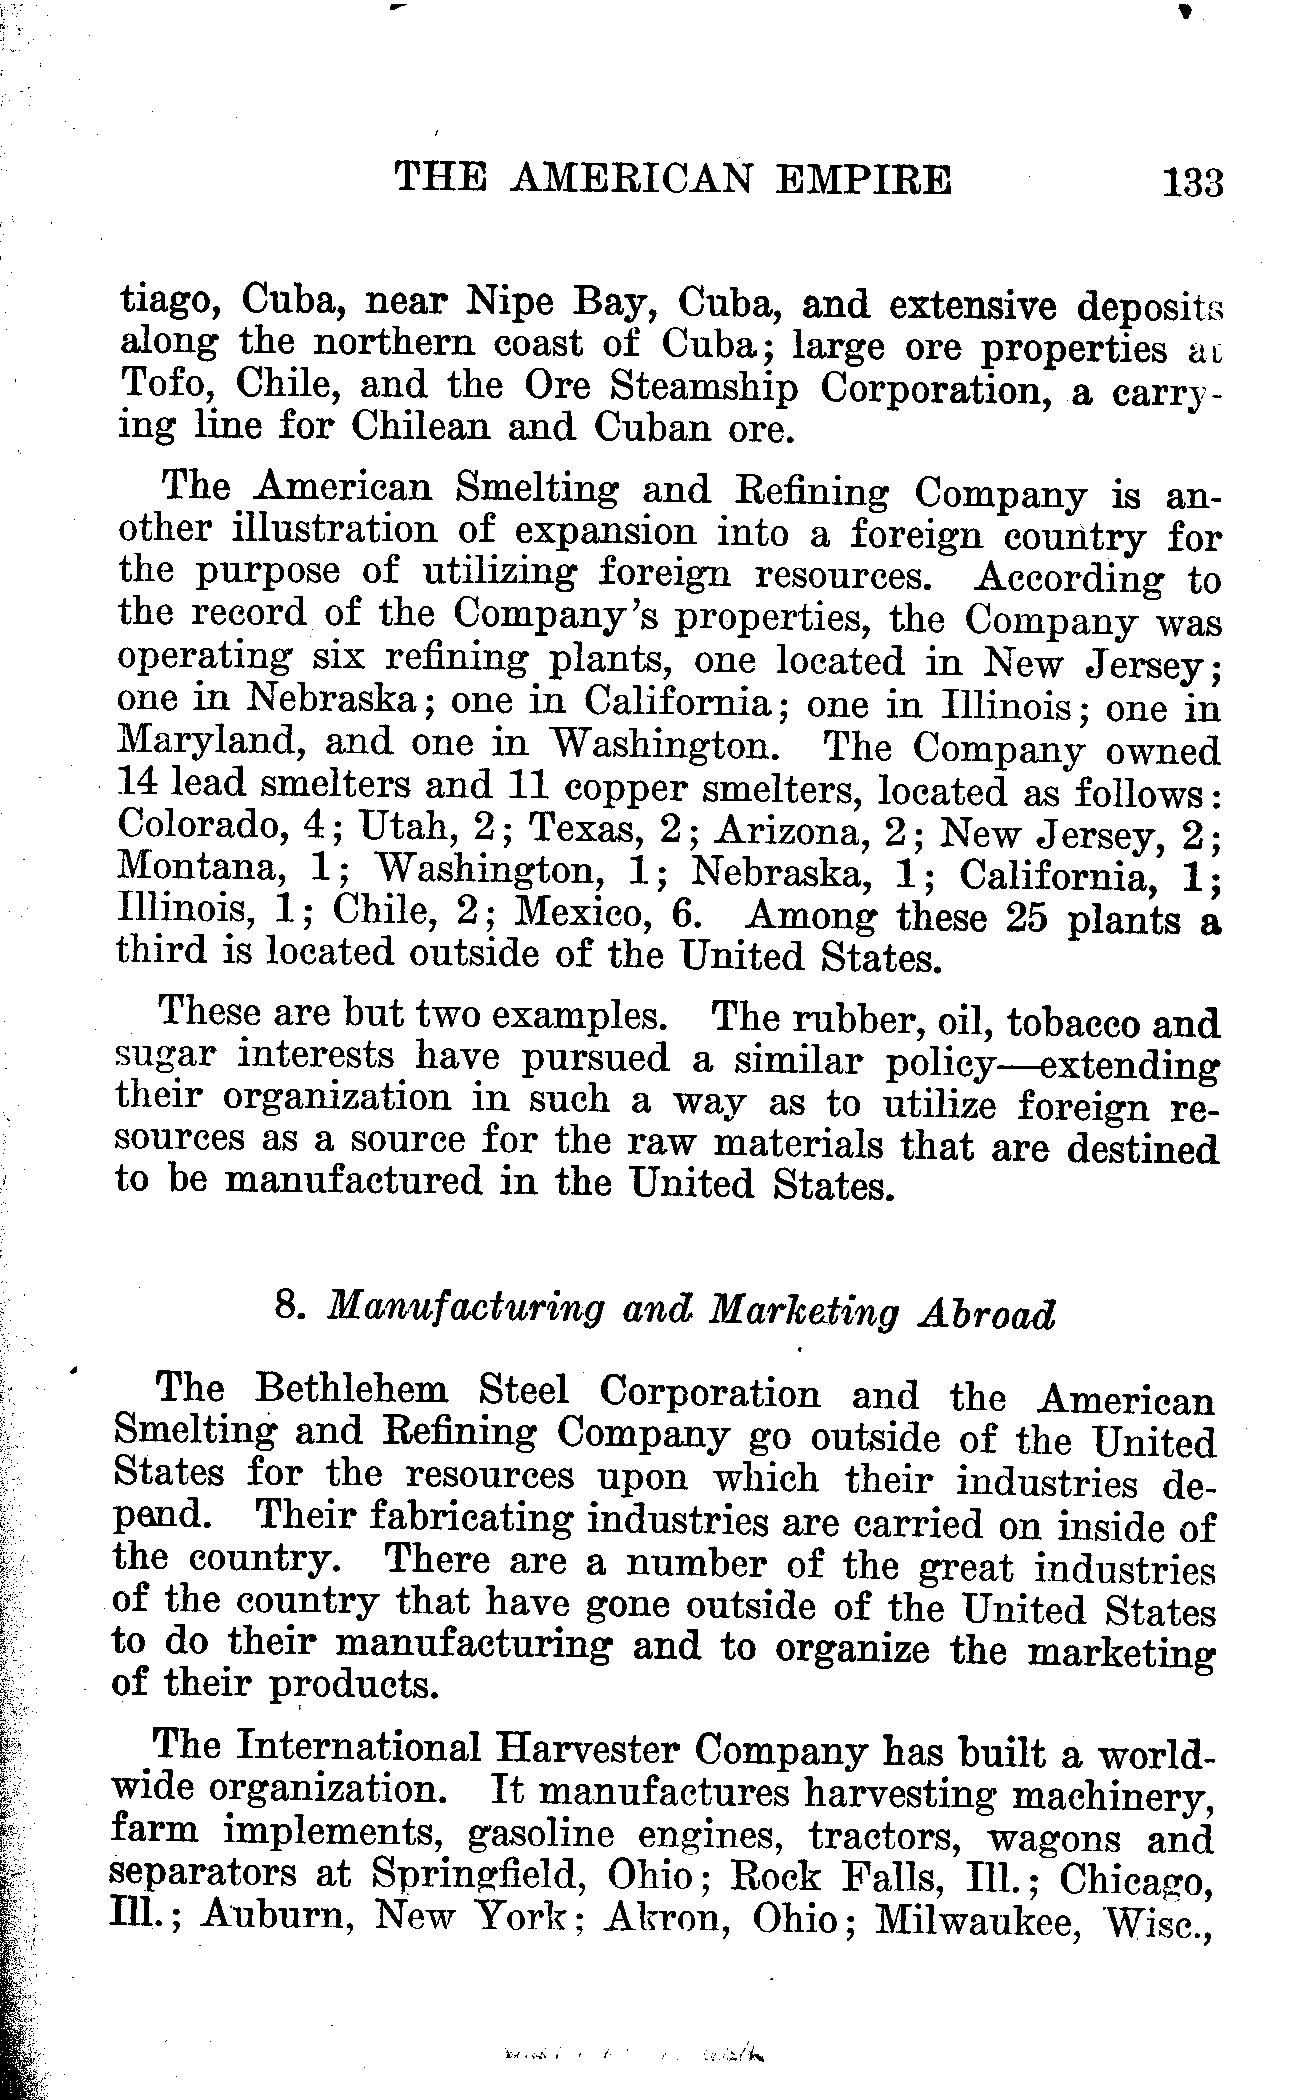 THE AMERICAN EMPIRE 133
tiago, Cuba, near Nipe Bay, Cuba, and extensive deposits
along the northern coast of Cuba; large ore properties at
Tofo, Chile, and the Ore Steamship Corporation, a carry-
ing line for Chilean and Cuban ore.
The American Smelting and Refining Company is an-
other illustration of expansion into a foreign country for
the purpose of utilizing foreign resources. According to
the record of the Company's properties, the Company was
operating six refining plants, one located in New Jersey;
one in Nebraska; one in California; one in Illinois; one in
Maryland, and one in Washington. The Company owned
14 lead smelters and 11 copper smelters, located as follows:
Colorado, 4; Utah, 2; Texas, 2; Arizona, 2; New Jersey, 2;
Montana, 1; Washington, 1; Nebraska, 1; California, 1;
Illinois, 1; Chile, 2; Mexico, 6. Among these 25 plants a
third is located outside of the United States.
These are but two examples. The rubber, oil, tobacco and
sugar interests have pursued a similar policy—extending
their organization in such a way as to utilize foreign re-
sources as a source for the raw materials that are destined
to be manufactured in the United States.
8. Manufacturing and Marketing Abroad
The Bethlehem Steel Corporation and the American
Smelting and Refining Company go outside of the United
States for the resources upon which their industries de-
pend. Their fabricating industries are carried on inside of
the country. There are a number of the great industries
of the country that have gone outside of the United States
to do their manufacturing and to organize the marketing
of their products.
The International Harvester Company has built a world-
wide organization. It manufactures harvesting machinery,
farm implements, gasoline engines, tractors, wagons and
separators at Springfield, Ohio; Rock Falls, Ill.; Chicago,
Ill.; Auburn, New York; Akron, Ohio; Milwaukee, Wisc.,